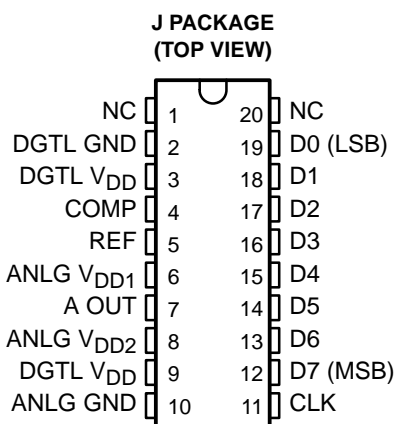 J PACKAGE
(TOP VIEW)
NC 1 20 NC
DGTL GND 2 19 D0 (LSB)
DGTL VDD 3 18 D1
COMP 4 17 D2
REF 5 16 D3
ANLG VDD1 6 15 D4
A OUT 7 14 D5
ANLG VDD2 8 13 D6
DGTL VDD 9 12 D7 (MSB)
ANLG GND 10 11 CLK